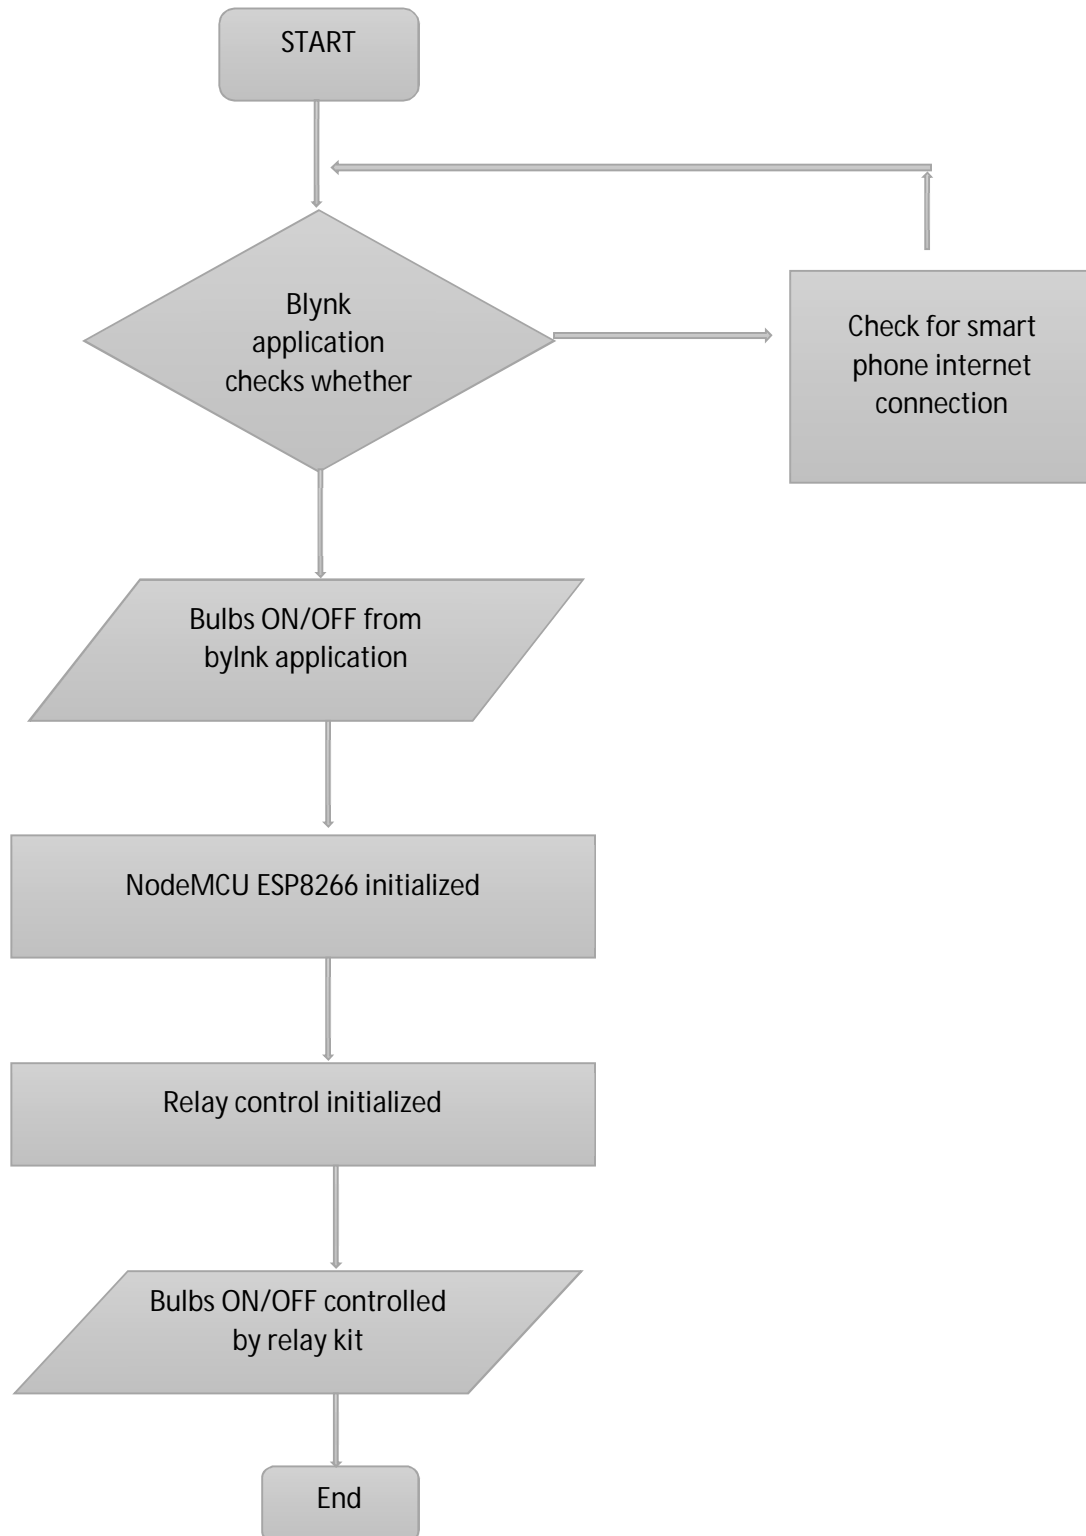 START
Blynk
application
checks whether
Check for smart
phone internet
connection
Bulbs ON/OFF from
bylnk application
NodeMCU ESP8266 initialized
Relay control initialized
Bulbs ON/OFF controlled
by relay kit
End